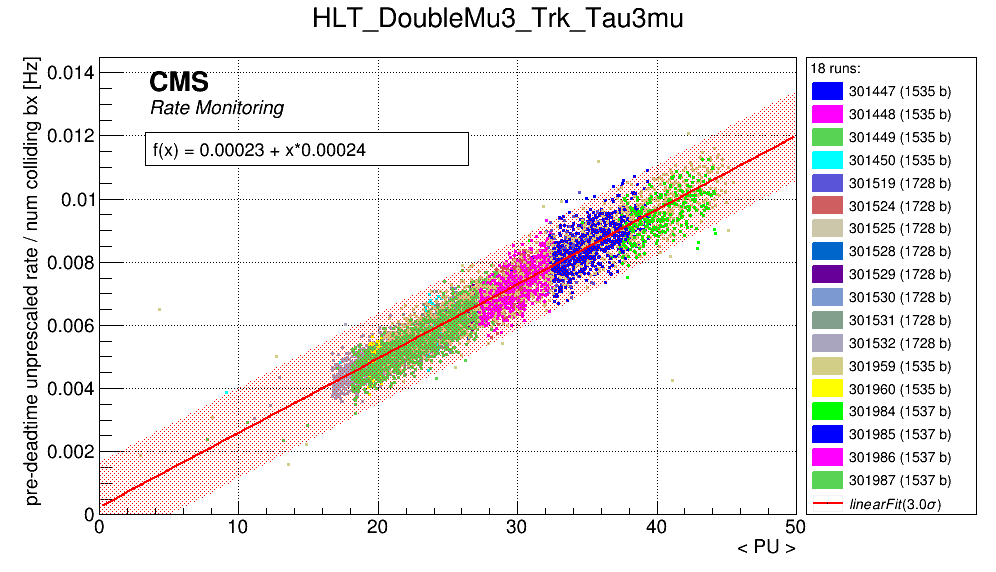 HLT_DoubleMu3_Trk_Tau3mu
pre-deadtime unprescaled rate / num colliding bx [Hz]
0.014
0.012
0.01
0.008
0.006
0.004
0.002
0
CMS
Rate Monitoring
f(x) = 0.00023 + x*0.00024
0 10 20 30 40 50
< PU >
18 runs:
301447 (1535 b)
301448 (1535 b)
301449 (1535 b)
301450 (1535 b)
301519 (1728 b)
301524 (1728 b)
301525 (1728 b)
301528 (1728 b)
301529 (1728 b)
301530 (1728 b)
301531 (1728 b)
301532 (1728 b)
301959 (1535 b)
301960 (1535 b)
301984 (1537 b)
301985 (1537 b)
301986 (1537 b)
301987 (1537 b)
linearFit(3.0σ)